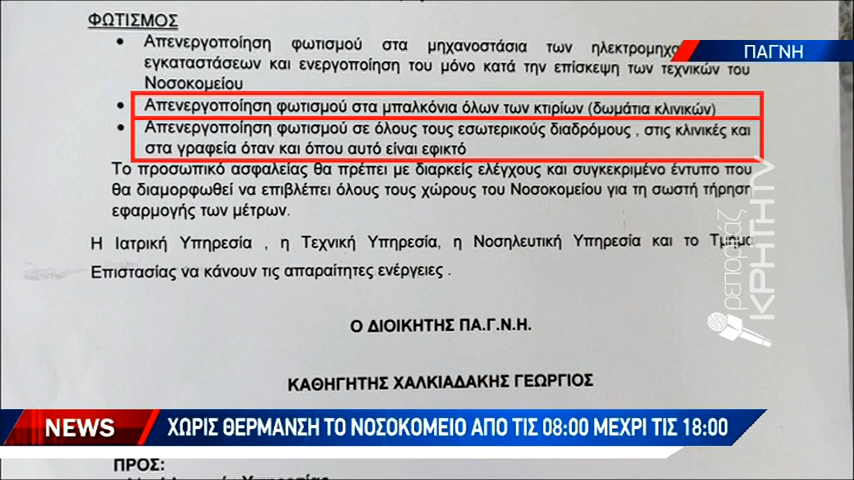 ΦΩΤΙΣΜΟΣ
ΠΑΓΝΗ
• Απενεργοποίηση φωτισμού στα μηχανοστάσια των
εγκαταστάσεων και ενεργοποίηση του μόνο κατά την επίσκεψη των τεχνικών του
Νοσοκομείου
• Απενεργοποίηση φωτισμού στα μπαλκόνια όλων των κτιρίων (δωμάτια κλινικών)
• Απενεργοποίηση φωτισμού σε όλους τους εσωτερικούς διαδρόμους , στις κλινικές και
στα γραφεία όταν και όπου αυτό είναι εφικτό
Το προσωπικό ασφαλείας θα πρέπει με διαρκείς ελέγχους και συγκεκριμένο έντυπο που
θα διαμορφωθεί να επιβλέπει όλους τους χώρους του Νοσοκομείου για τη σωστή τήρηση
εφαρμογής των μέτρων.
Η Ιατρική Υπηρεσία , η Τεχνική Υπηρεσία, η Νοσηλευτική Υπηρεσία και το Τμήμα
Επιστασίας να κάνουν τις απαραίτητες ενέργειες .
ρεπορτάζ
ΚΡΗΤΗ TV
Ο ΔΙΟΙΚΗΤΗΣ ΠΑ.Γ.Ν.Η.
ΚΑΘΗΓΗΤΗΣ ΧΑΛΚΙΑΔΑΚΗΣ ΓΕΩΡΓΙΟΣ
NEWS ΧΩΡΙΣ ΘΕΡΜΑΝΣΗ ΤΟ ΝΟΣΟΚΟΜΕΙΟ ΑΠΟ ΤΙΣ 08:00 ΜΕΧΡΙ ΤΙΣ 18:00
ΠΡΟΣ: